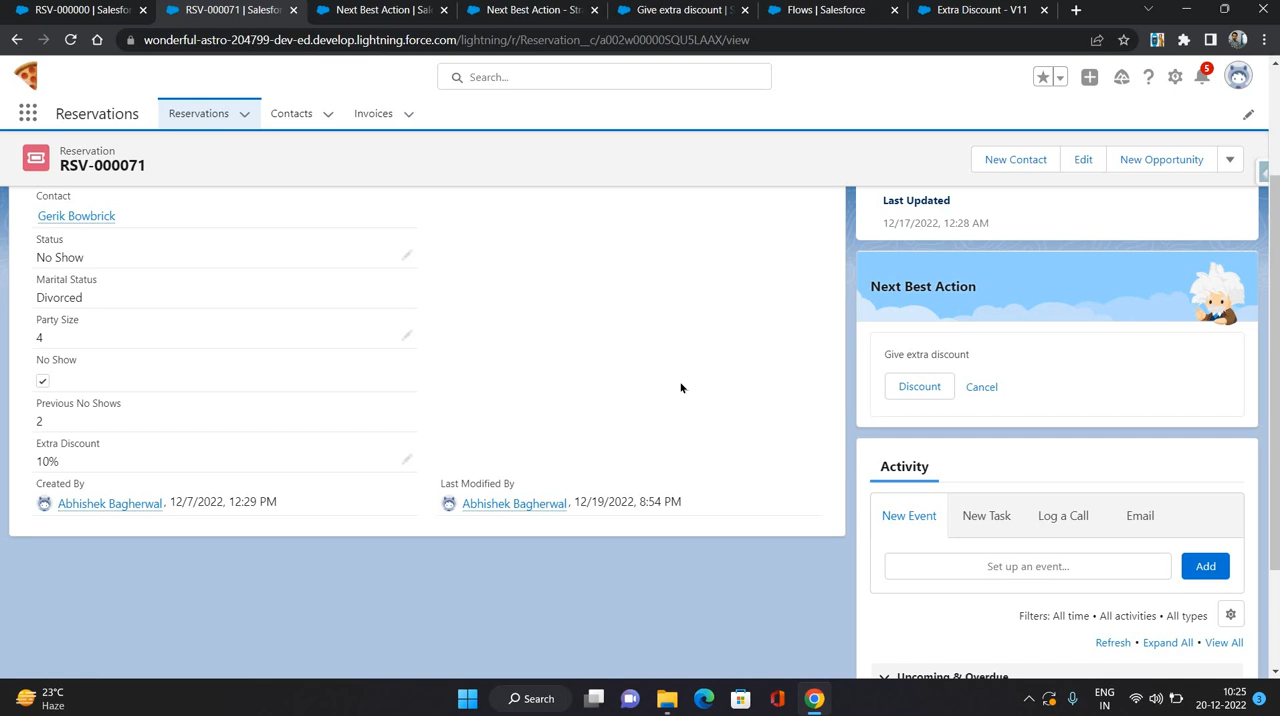 RSV-000000 | Salesfor
RSV-000071 | Salesfor
Next Best Action | Sal
Next Best Action - Stra
Give extra discount | S
Flows | Salesforce
Extra Discount - V11
wonderful-astro-204799-dev-ed.develop.lightning.force.com/lightning/r/Reservation__c/a002w00000SQU5LAAX/view
Search...
5
Reservations
Reservations
Contacts
Invoices
Reservation
RSV-000071
New Contact
Edit
New Opportunity
Contact
Gerik Bowbrick
Status
No Show
Marital Status
Divorced
Party Size
4
No Show
Previous No Shows
2
Extra Discount
10%
Created By
Abhishek Bagherwal, 12/7/2022, 12:29 PM
Last Modified By
Abhishek Bagherwal, 12/19/2022, 8:54 PM
Last Updated
12/17/2022, 12:28 AM
Next Best Action
Give extra discount
Discount
Cancel
Activity
New Event
New Task
Log a Call
Email
Set up an event...
Add
Filters: All time • All activities • All types
Refresh • Expand All • View All
Upcoming & Overdue
23°C
Haze
Search
ENG
IN
10:25
20-12-2022
3